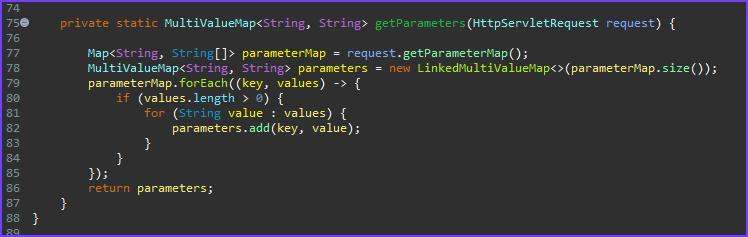 74
75 private static MultiValueMap<String, String> getParameters(HttpServletRequest request) {
76
77 Map<String, String[]> parameterMap = request.getParameterMap();
78 MultiValueMap<String, String> parameters = new LinkedMultiValueMap<>(parameterMap.size());
79 parameterMap.forEach((key, values) -> {
80 if (values.length > 0) {
81 for (String value : values) {
82 parameters.add(key, value);
83 }
84 }
85 });
86 return parameters;
87 }
88 }
89